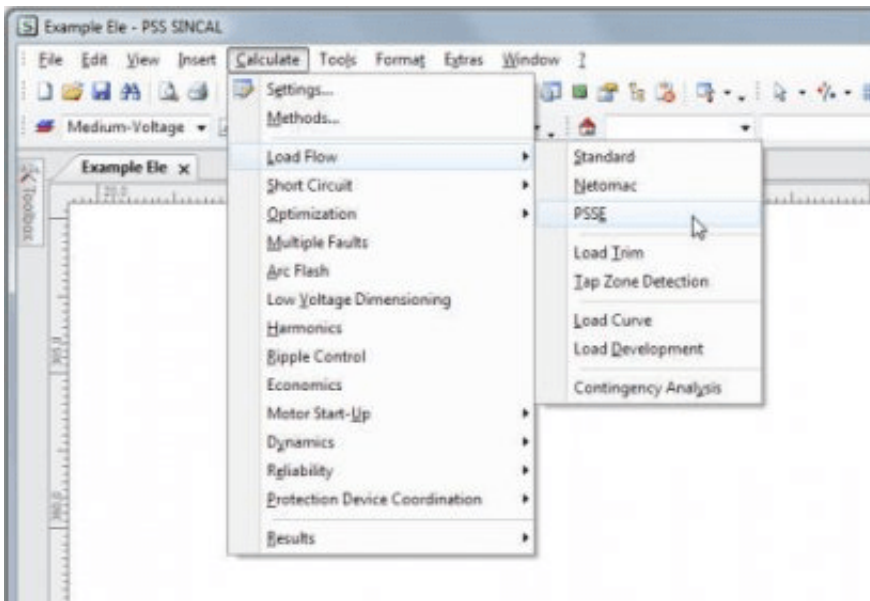 Example Ele - PSS SINCAL
File Edit View Insert Calculate Tools Format Extras Window ?
Medium-Voltage
Toolbox
Example Ele x
20.0
Settings...
Methods...
Load Flow
Short Circuit
Optimization
Multiple Faults
Arc Flash
Low Voltage Dimensioning
Harmonics
Ripple Control
Economics
Motor Start-Up
Dynamics
Reliability
Protection Device Coordination
Results
Standard
Netomac
PSSE
Load Trim
Tap Zone Detection
Load Curve
Load Development
Contingency Analysis